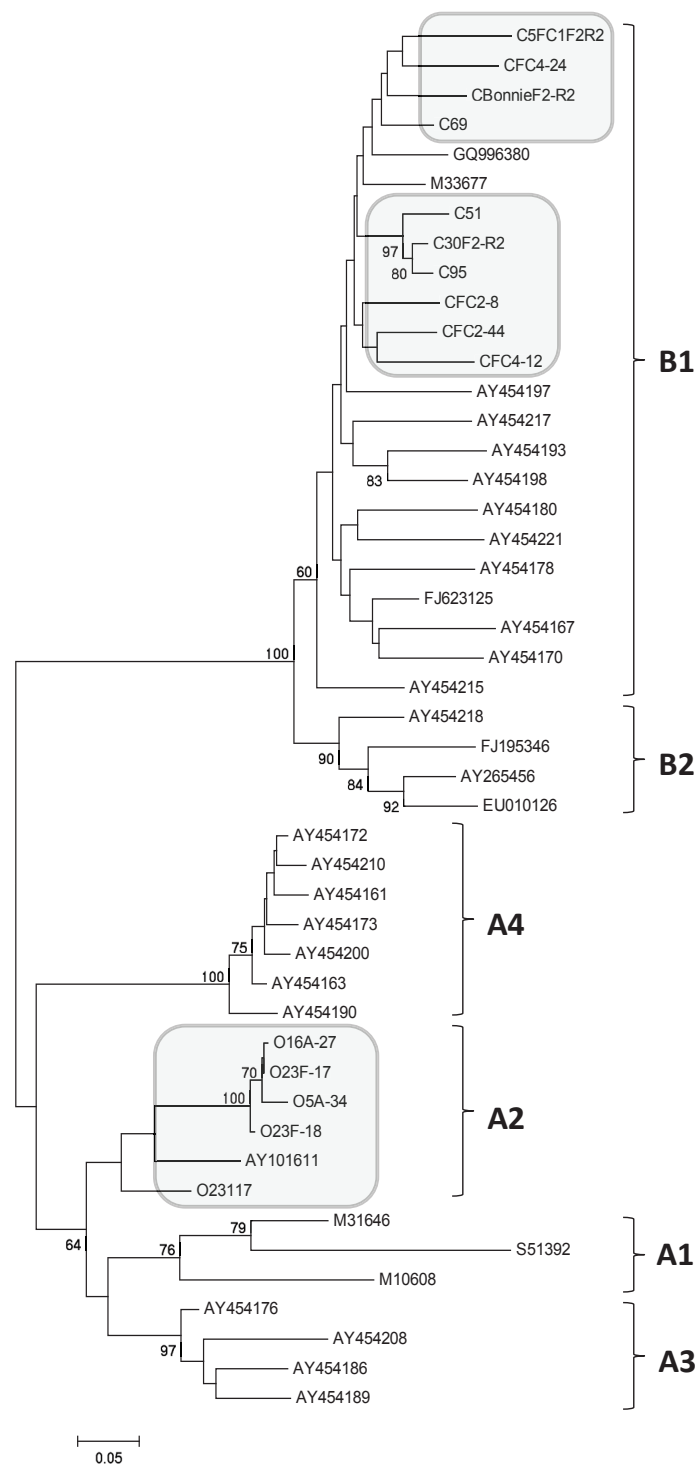 C5FC1F2R2
CFC4-24
CBonnieF2-R2
C69
GQ996380
M33677
C51
C30F2-R2
97
C95
80
CFC2-8
CFC2-44
CFC4-12
B1
AY454197
AY454217
AY454193
AY454198
83
AY454180
AY454221
AY454178
60
FJ623125
AY454167
100
AY454170
AY454215
AY454218
FJ195346
90
B2
AY265456
84
EU010126
92
AY454172
AY454210
AY454161
AY454173
A4
75
AY454200
100
AY454163
AY454190
O16A-27
70
O23F-17
100
O5A-34
A2
O23F-18
AY101611
O23117
M31646
79
76
S51392
A1
64
M10608
AY454176
AY454208
97
A3
AY454186
AY454189
0.05